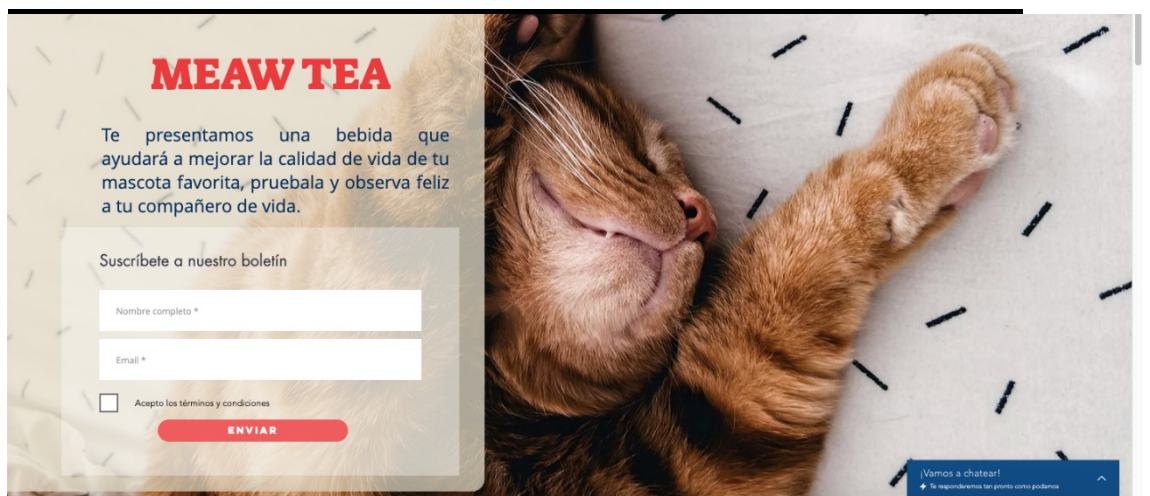 MEAW TEA
Te presentamos una bebida que
ayudará a mejorar la calidad de vida de tu
mascota favorita, pruebala y observa feliz
a tu compañero de vida.
Suscríbete a nuestro boletín
Nombre completo *
Email *
Acepto los términos y condiciones
ENVIAR
¡Vamos a chatear!
Te responderemos tan pronto como podamos